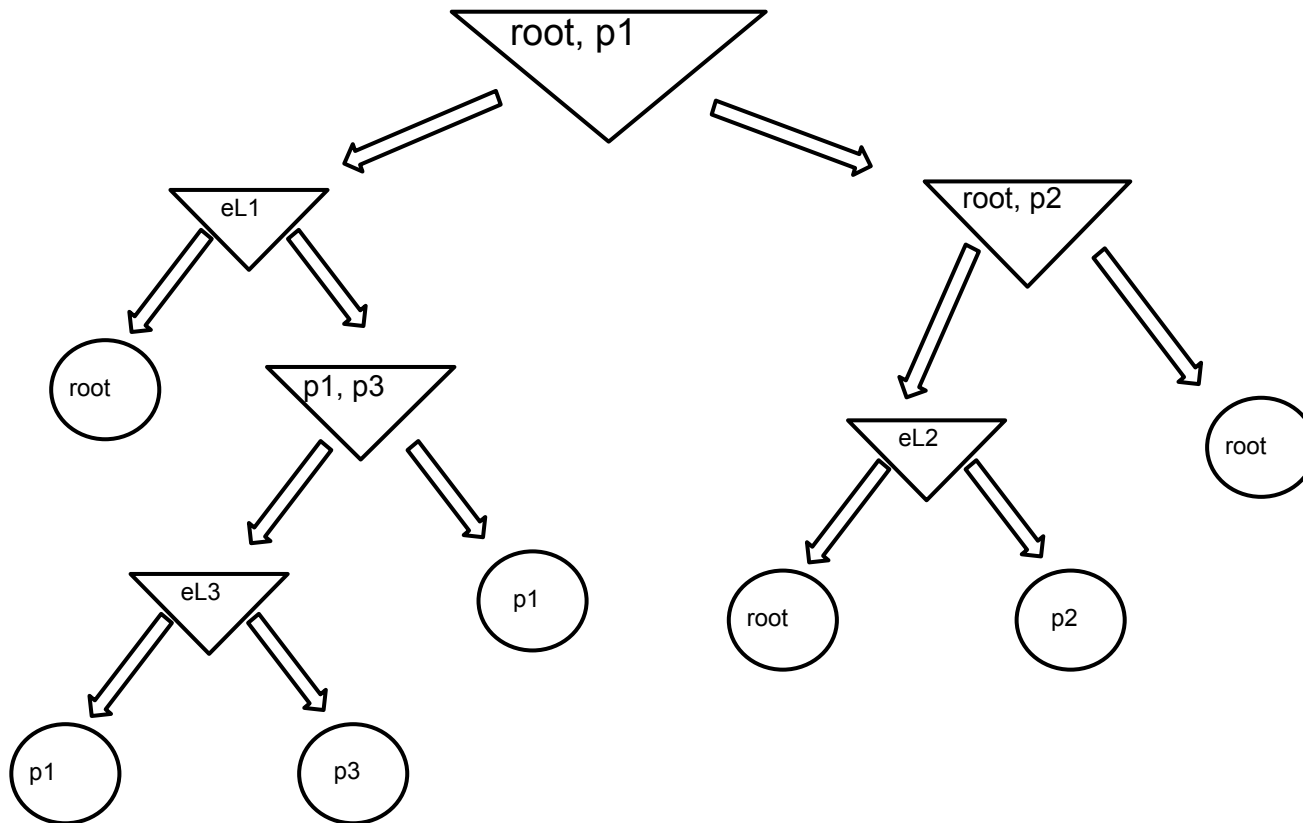 root, p1
eL1
root, p2
root
p1, p3
eL2
root
eL3
p1
root
p2
p1
p3